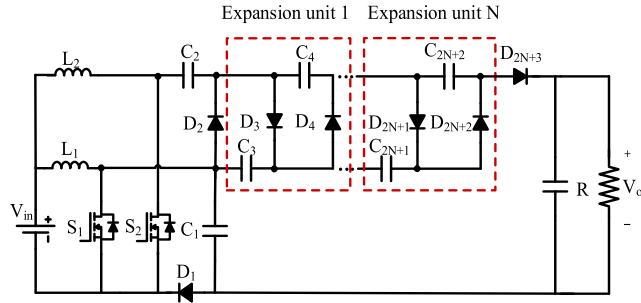 Expansion unit 1 Expansion unit N
L₂ C₂ C₄ C₂N+₂ D₂N+₃
D₂ D₃ D₄ D₂N+₁ D₂N+₂
L₁ C₃ C₂N+₁
Vin + - S₁ S₂ C₁ R + Vo -
D₁